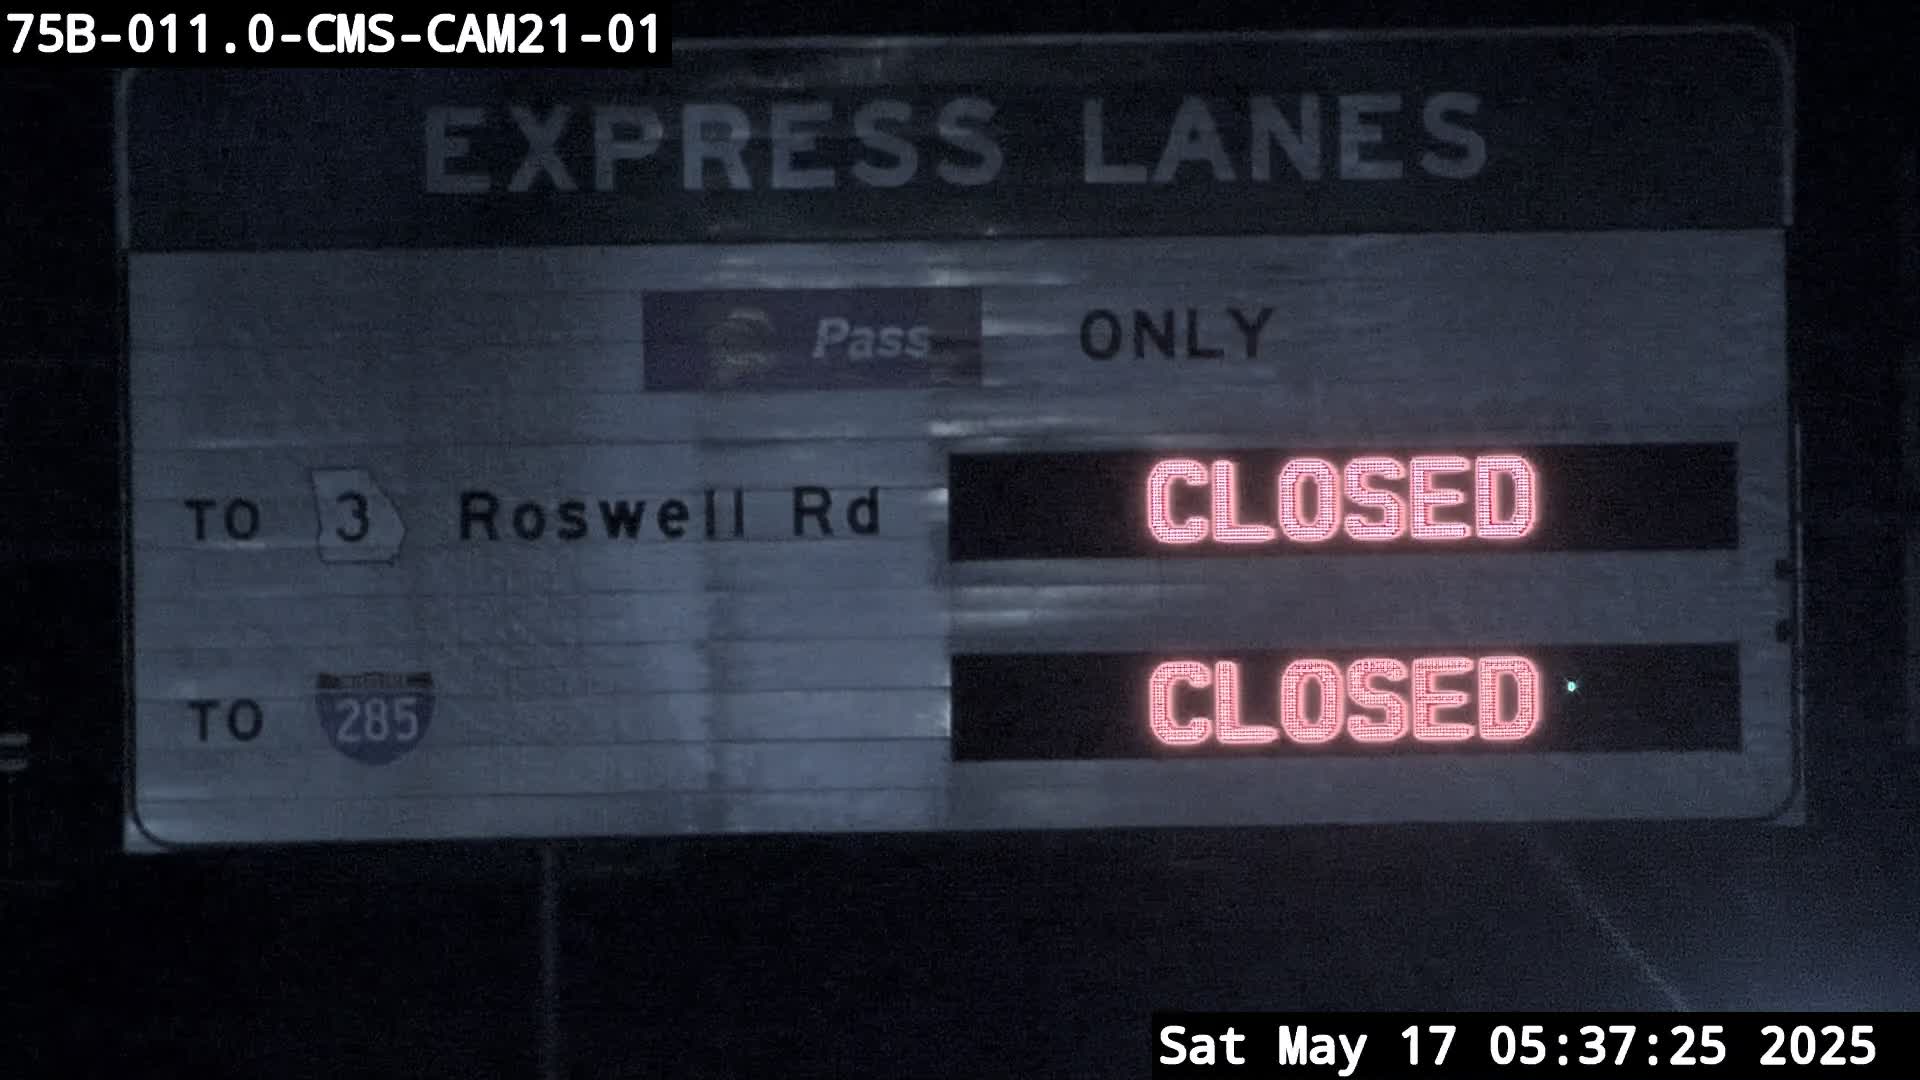 75B-011.0-CMS-CAM21-01
EXPRESS LANES
Pass ONLY
TO 3 Roswell Rd CLOSED
TO 285 CLOSED
Sat May 17 05:37:25 2025